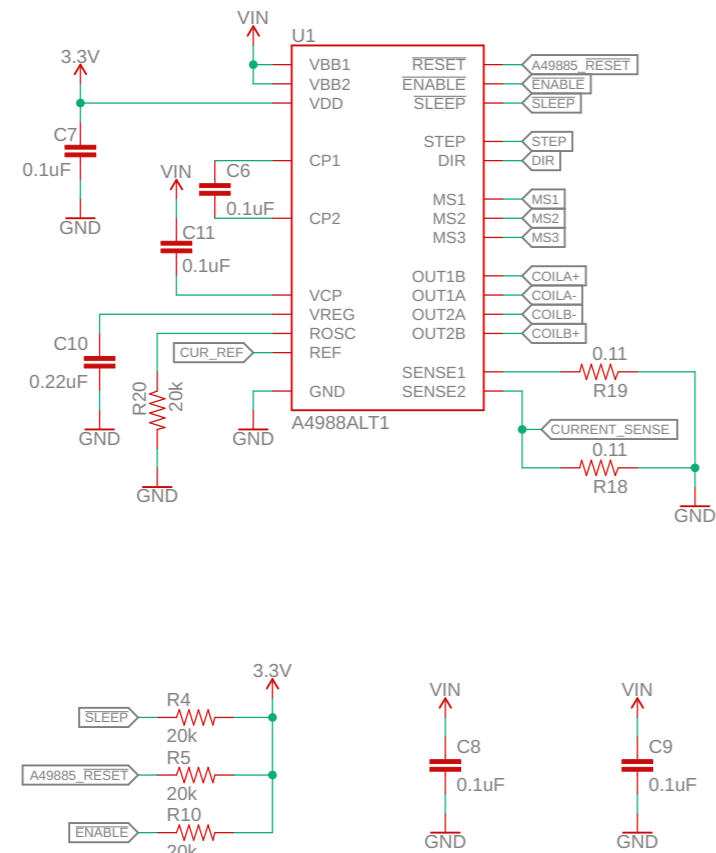 VIN
U1
3.3V
VBB1
VBB2
VDD
CP1
CP2
VCP
VREG
ROSC
REF
GND
RESET
ENABLE
SLEEP
STEP
DIR
MS1
MS2
MS3
OUT1B
OUT1A
OUT2A
OUT2B
SENSE1
SENSE2
A4988ALT1
A49885_RESET
ENABLE
SLEEP
STEP
DIR
MS1
MS2
MS3
COILA+
COILA-
COILB-
COILB+
C7
0.1uF
GND
VIN
C6
0.1uF
C11
0.1uF
C10
0.22uF
GND
CUR_REF
R20
20k
GND
GND
0.11
R19
CURRENT_SENSE
0.11
R18
GND
3.3V
SLEEP
R4
20k
A49885_RESET
R5
20k
ENABLE
R10
20k
VIN
C8
0.1uF
GND
VIN
C9
0.1uF
GND